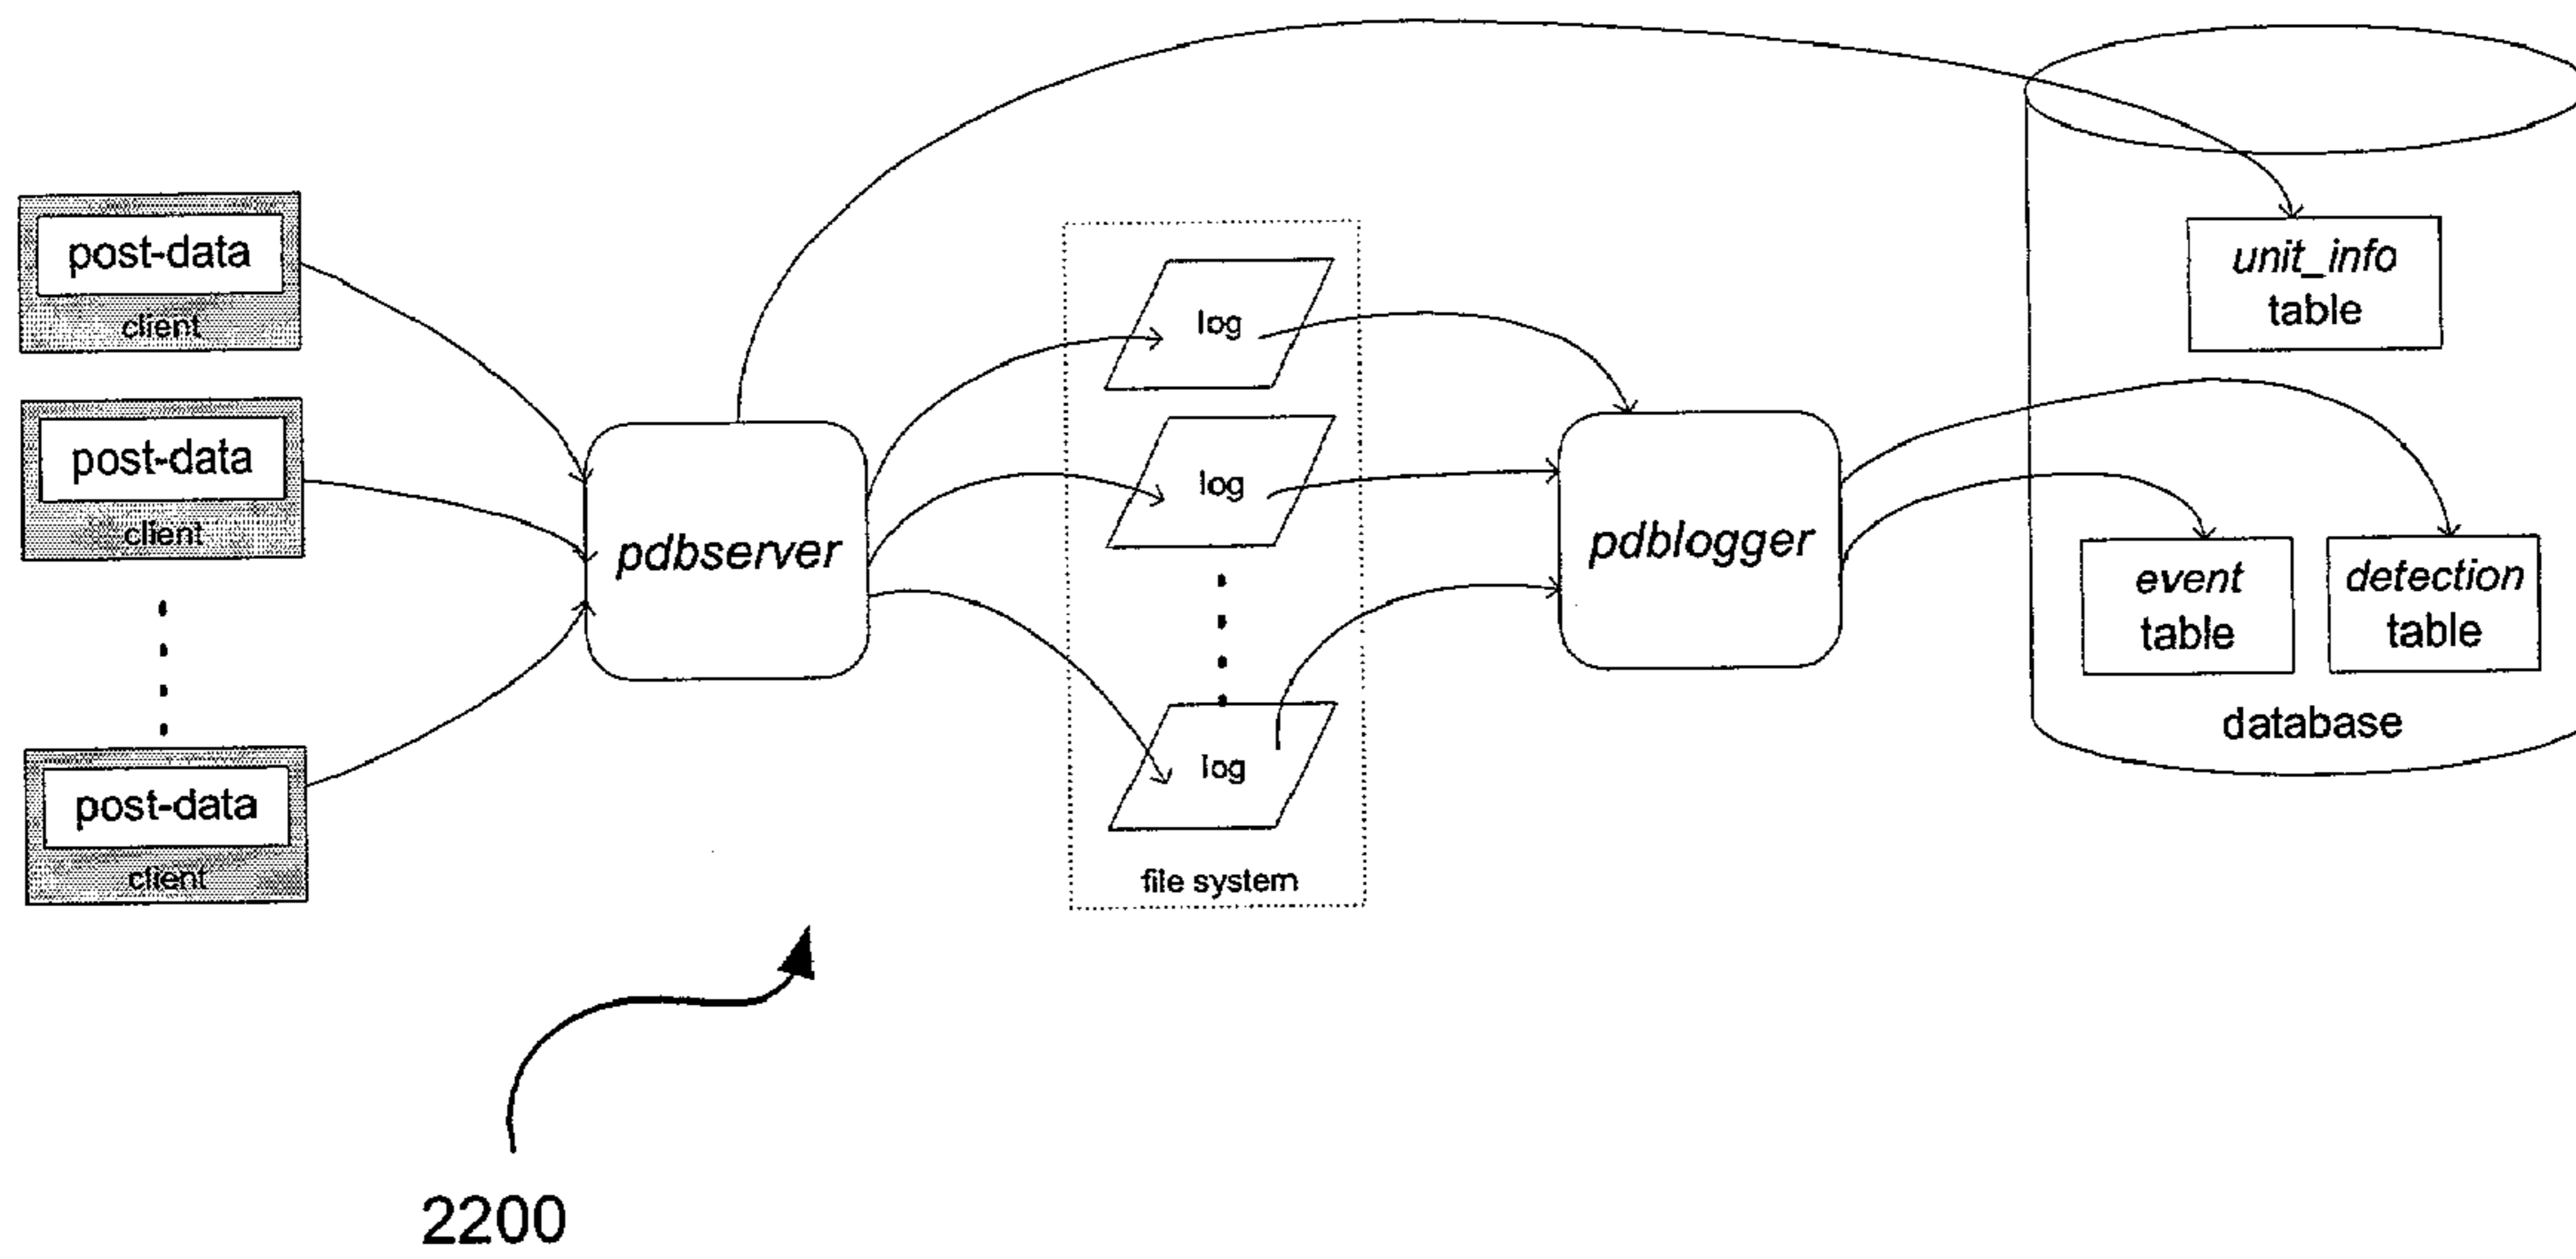 post-data
client
post-data
client
post-data
client
pdbserver
log
log
log
file system
pdblogger
unit_info
table
event
table
detection
table
database
2200